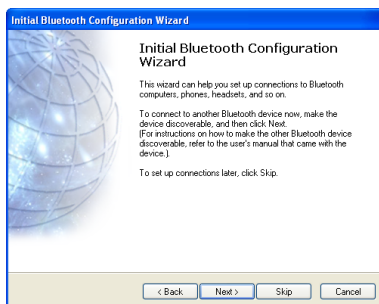 Initial Bluetooth Configuration Wizard
Initial Bluetooth Configuration
Wizard
This wizard can help you set up connections to Bluetooth
computers, phones, headsets, and so on.
To connect to another Bluetooth device now, make the
device discoverable, and then click Next.
(For instructions on how to make the other Bluetooth device
discoverable, refer to the user's manual that came with the
device.)
To set up connections later, click Skip.
< Back Next > Skip Cancel